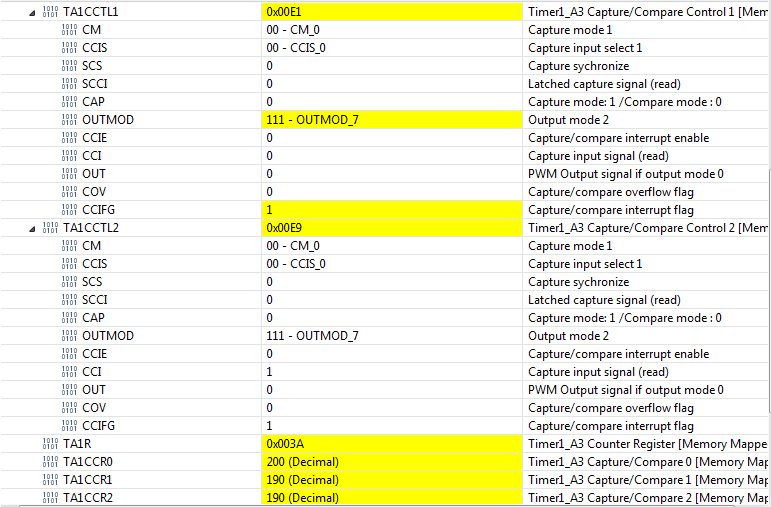 TA1CCTL1 0x00E1 Timer1_A3 Capture/Compare Control 1 [Mem
CM 00 - CM_0 Capture mode 1
CCIS 00 - CCIS_0 Capture input select 1
SCS 0 Capture sychronize
SCCI 0 Latched capture signal (read)
CAP 0 Capture mode: 1 /Compare mode : 0
OUTMOD 111 - OUTMOD_7 Output mode 2
CCIE 0 Capture/compare interrupt enable
CCI 0 Capture input signal (read)
OUT 0 PWM Output signal if output mode 0
COV 0 Capture/compare overflow flag
CCIFG 1 Capture/compare interrupt flag
TA1CCTL2 0x00E9 Timer1_A3 Capture/Compare Control 2 [Mem
CM 00 - CM_0 Capture mode 1
CCIS 00 - CCIS_0 Capture input select 1
SCS 0 Capture sychronize
SCCI 0 Latched capture signal (read)
CAP 0 Capture mode: 1 /Compare mode : 0
OUTMOD 111 - OUTMOD_7 Output mode 2
CCIE 0 Capture/compare interrupt enable
CCI 1 Capture input signal (read)
OUT 0 PWM Output signal if output mode 0
COV 0 Capture/compare overflow flag
CCIFG 1 Capture/compare interrupt flag
TA1R 0x003A Timer1_A3 Counter Register [Memory Mappe
TA1CCR0 200 (Decimal) Timer1_A3 Capture/Compare 0 [Memory Map
TA1CCR1 190 (Decimal) Timer1_A3 Capture/Compare 1 [Memory Map
TA1CCR2 190 (Decimal) Timer1_A3 Capture/Compare 2 [Memory Map